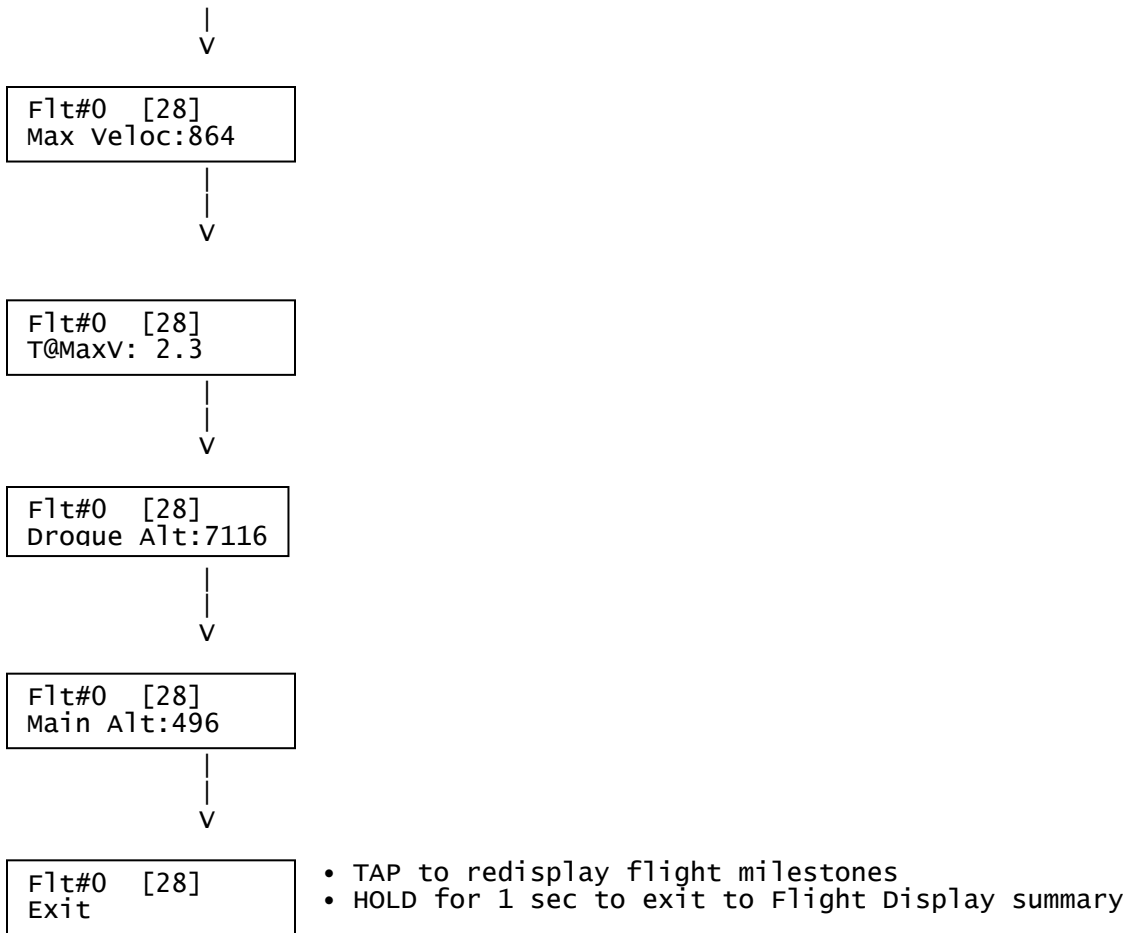 |
V
Flt#0 [28]
Max Veloc:864
|
|
V
Flt#0 [28]
T@MaxV: 2.3
|
|
V
Flt#0 [28]
Drogue Alt:7116
|
|
V
Flt#0 [28]
Main Alt:496
|
|
V
Flt#0 [28]
Exit
• TAP to redisplay flight milestones
• HOLD for 1 sec to exit to Flight Display summary